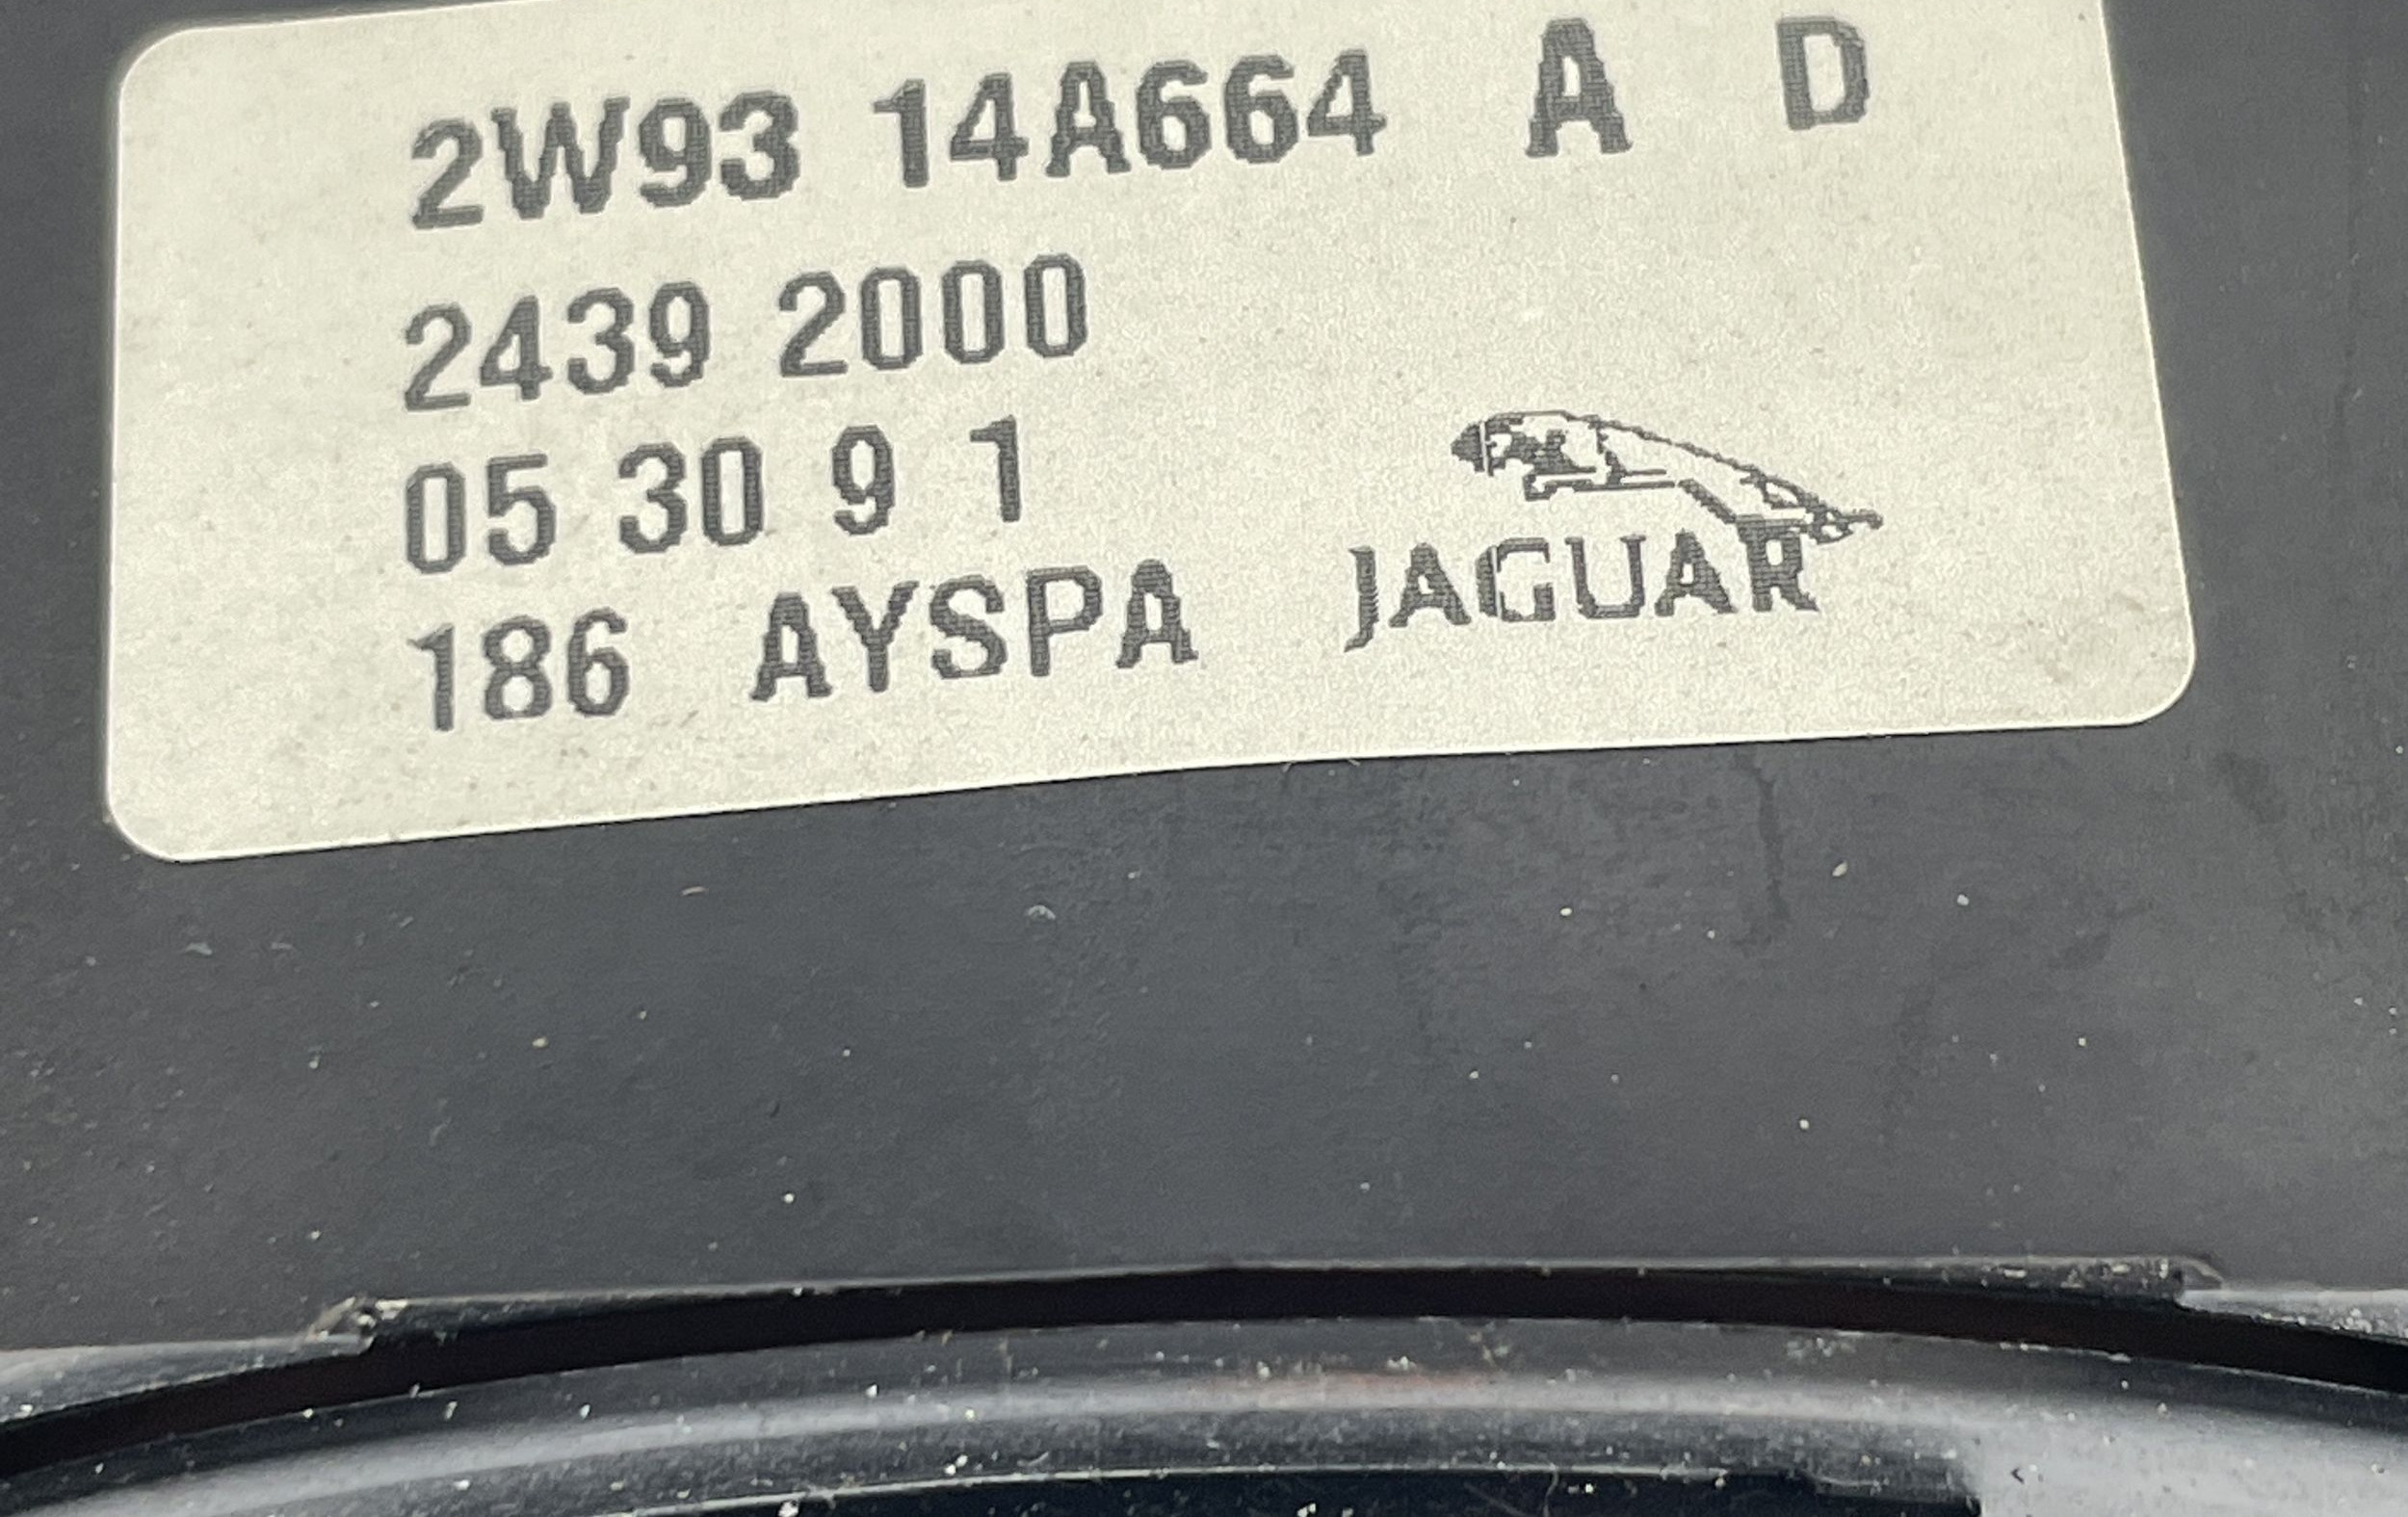 2W93 14A664 A D
2439 2000
05 30 9 1
186 AYSPA
JAGUAR